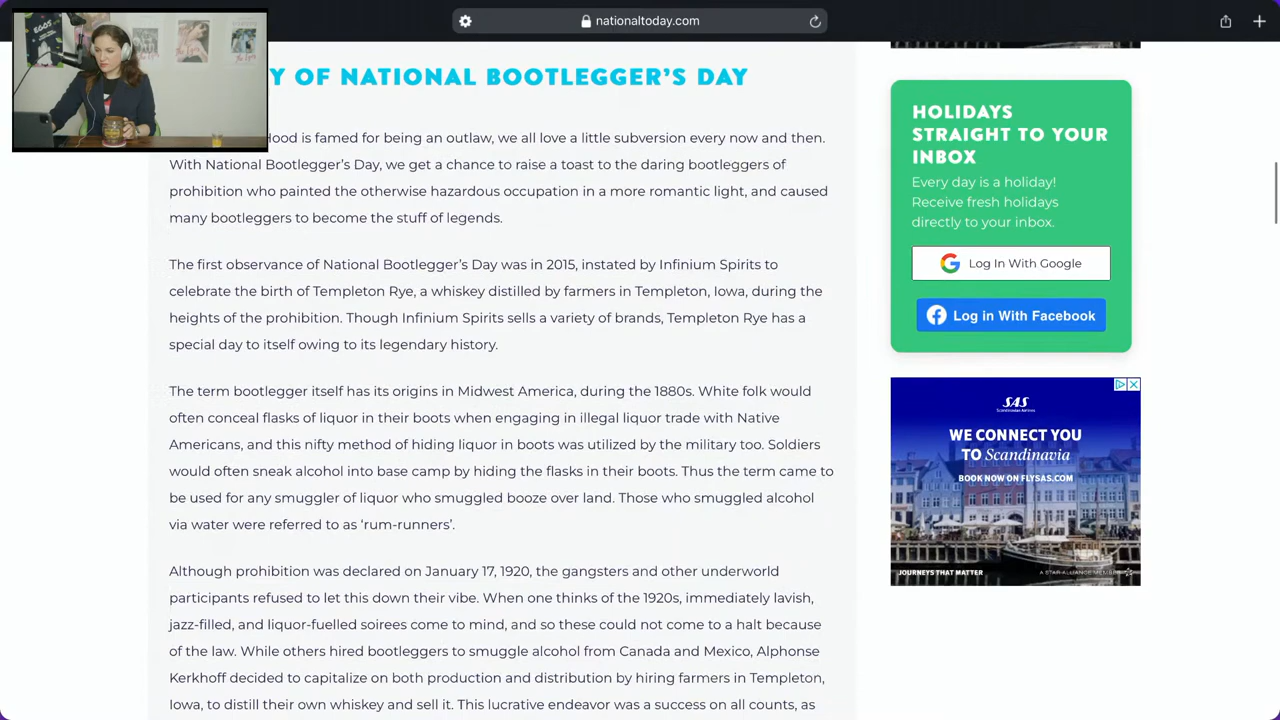 nationaltoday.com
Y OF NATIONAL BOOTLEGGER'S DAY
ood is famed for being an outlaw, we all love a little subversion every now and then.
With National Bootlegger's Day, we get a chance to raise a toast to the daring bootleggers of
prohibition who painted the otherwise hazardous occupation in a more romantic light, and caused
many bootleggers to become the stuff of legends.
The first observance of National Bootlegger's Day was in 2015, instated by Infinium Spirits to
celebrate the birth of Templeton Rye, a whiskey distilled by farmers in Templeton, Iowa, during the
heights of the prohibition. Though Infinium Spirits sells a variety of brands, Templeton Rye has a
special day to itself owing to its legendary history.
The term bootlegger itself has its origins in Midwest America, during the 1880s. White folk would
often conceal flasks of liquor in their boots when engaging in illegal liquor trade with Native
Americans, and this nifty method of hiding liquor in boots was utilized by the military too. Soldiers
would often sneak alcohol into base camp by hiding the flasks in their boots. Thus the term came to
be used for any smuggler of liquor who smuggled booze over land. Those who smuggled alcohol
via water were referred to as 'rum-runners'.
Although prohibition was declared on January 17, 1920, the gangsters and other underworld
participants refused to let this down their vibe. When one thinks of the 1920s, immediately lavish,
jazz-filled, and liquor-fuelled soirees come to mind, and so these could not come to a halt because
of the law. While others hired bootleggers to smuggle alcohol from Canada and Mexico, Alphonse
Kerkhoff decided to capitalize on both production and distribution by hiring farmers in Templeton,
Iowa, to distill their own whiskey and sell it. This lucrative endeavor was a success on all counts, as
HOLIDAYS
STRAIGHT TO YOUR
INBOX
Every day is a holiday!
Receive fresh holidays
directly to your inbox.
Log In With Google
Log in With Facebook
SAS
Scandinavian Airlines
WE CONNECT YOU
TO Scandinavia
BOOK NOW ON FLYSAS.COM
JOURNEYS THAT MATTER
A STAR ALLIANCE MEMBER